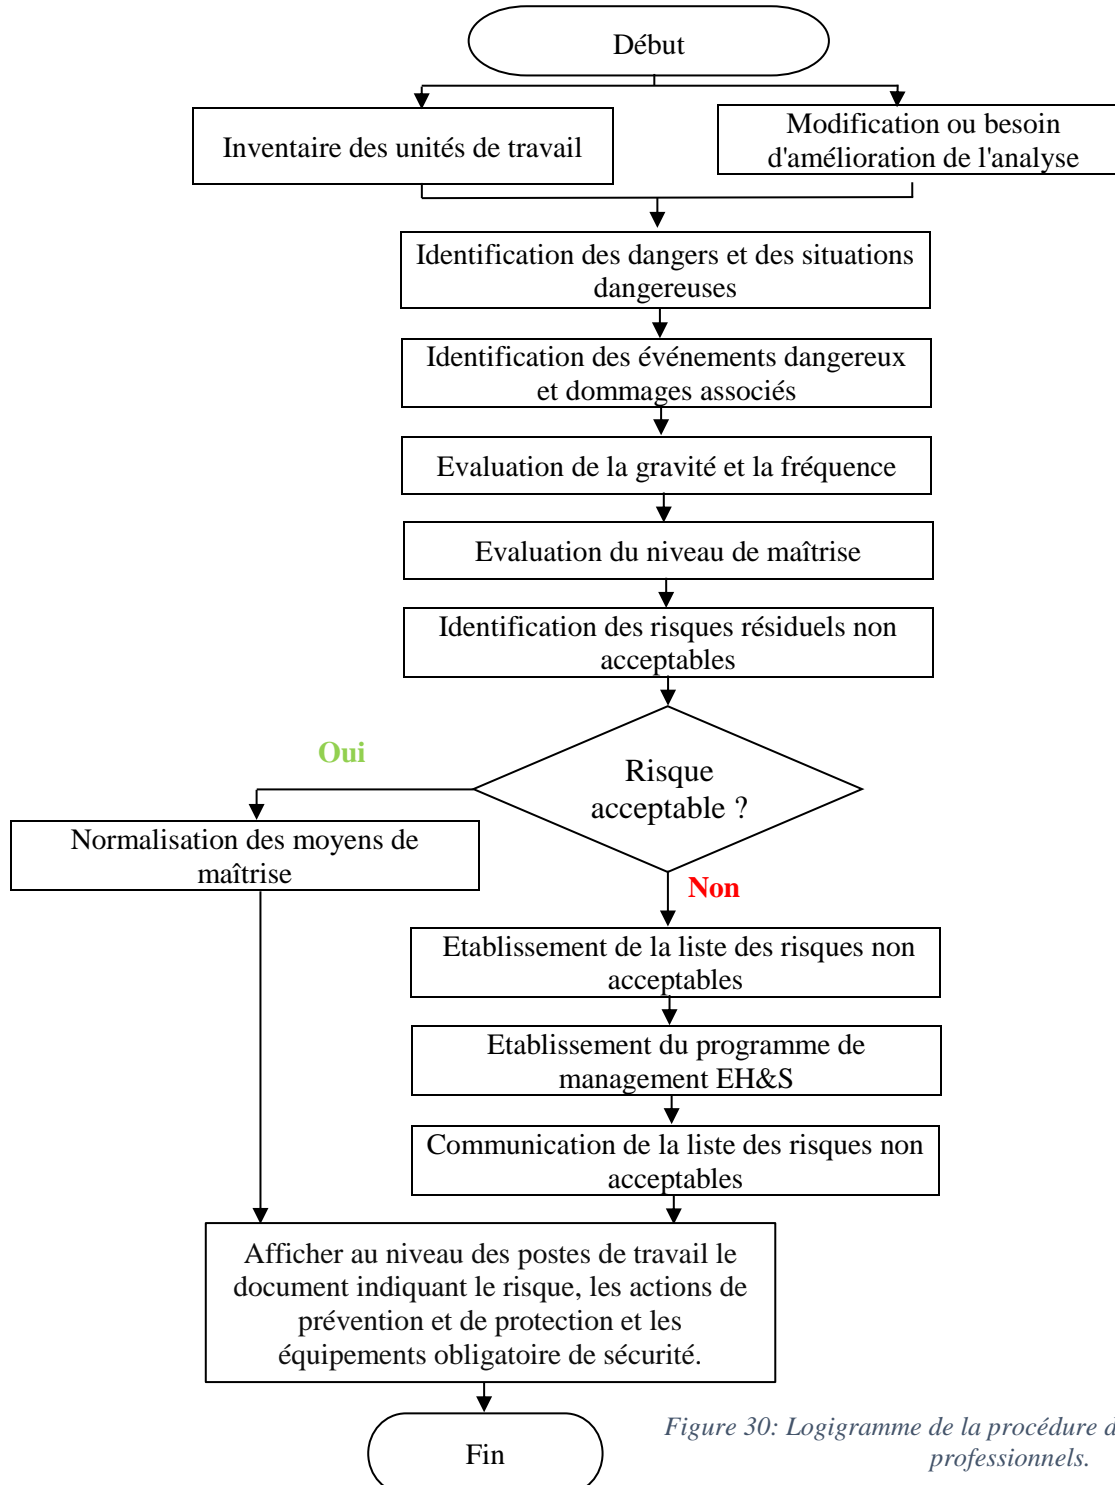 Début
Inventaire des unités de travail
Modification ou besoin
d'amélioration de l'analyse
Identification des dangers et des situations
dangereuses
Identification des événements dangereux
et dommages associés
Evaluation de la gravité et la fréquence
Evaluation du niveau de maîtrise
Identification des risques résiduels non
acceptables
Risque
acceptable ?
Oui
Normalisation des moyens de
maîtrise
Non
Etablissement de la liste des risques non
acceptables
Etablissement du programme de
management EH&S
Communication de la liste des risques non
acceptables
Afficher au niveau des postes de travail le
document indiquant le risque, les actions de
prévention et de protection et les
équipements obligatoire de sécurité.
Fin
Figure 30: Logigramme de la procédure d
professionnels.